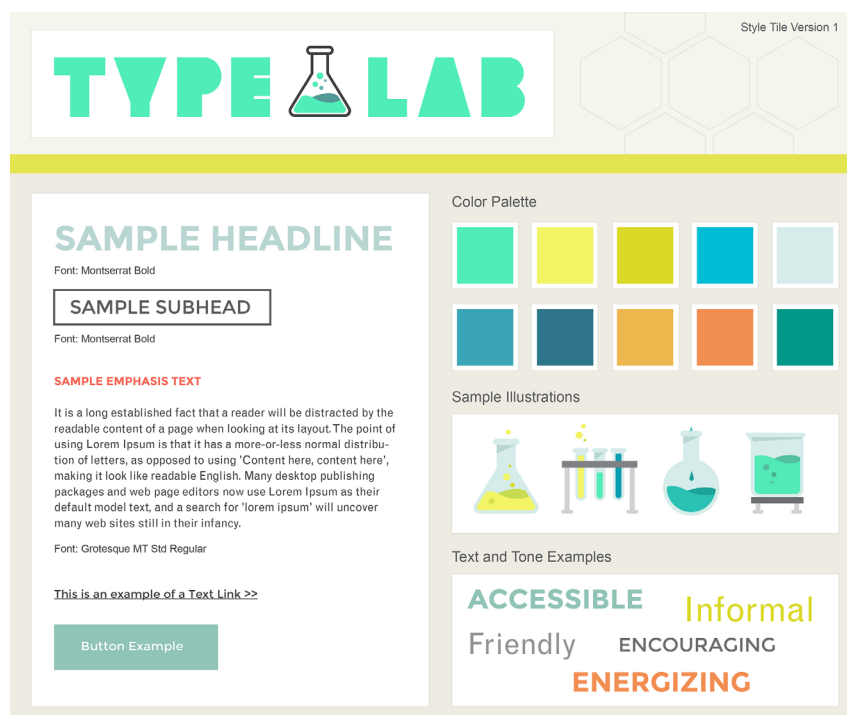 Style Tile Version 1
TYPE LAB
SAMPLE HEADLINE
Font: Montserrat Bold
SAMPLE SUBHEAD
Font: Montserrat Bold
SAMPLE EMPHASIS TEXT
It is a long established fact that a reader will be distracted by the
readable content of a page when looking at its layout. The point of
using Lorem Ipsum is that it has a more-or-less normal distribu-
tion of letters, as opposed to using 'Content here, content here',
making it look like readable English. Many desktop publishing
packages and web page editors now use Lorem Ipsum as their
default model text, and a search for 'lorem ipsum' will uncover
many web sites still in their infancy.
Font: Grotesque MT Std Regular
This is an example of a Text Link >>
Button Example
Color Palette
Sample Illustrations
Text and Tone Examples
ACCESSIBLE
Informal
Friendly
ENCOURAGING
ENERGIZING